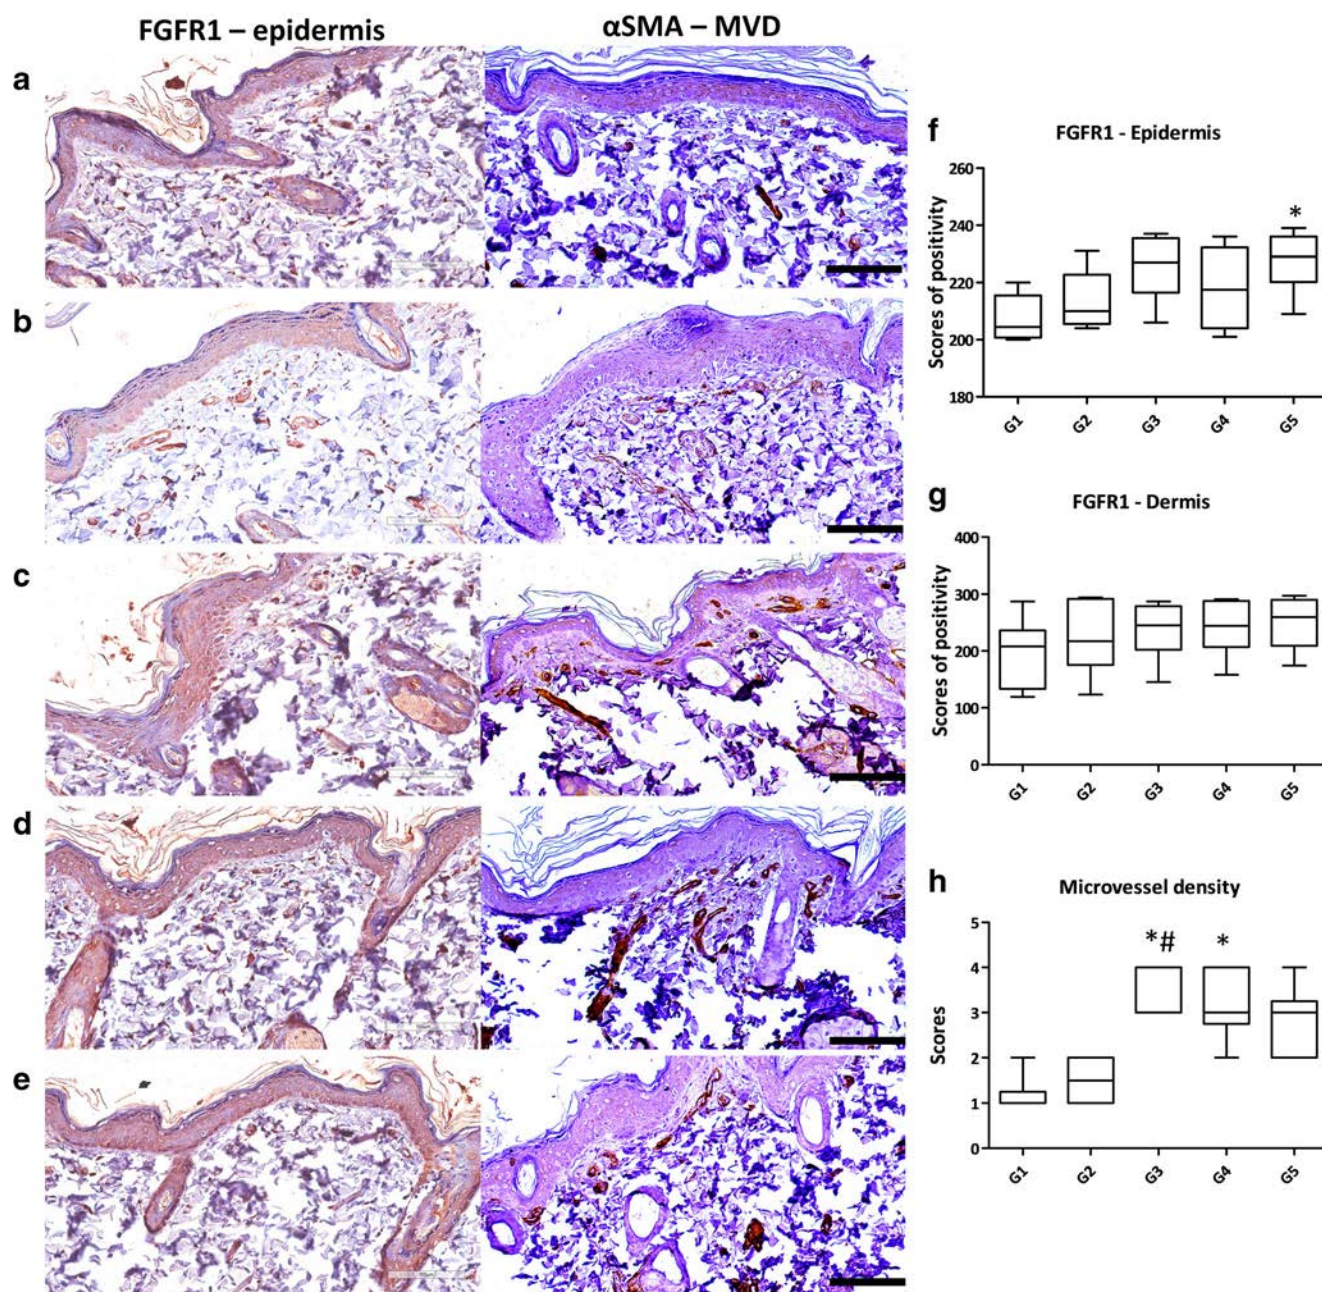 FGFR1 – epidermis
αSMA – MVD
a
b
c
d
e
f
FGFR1 - Epidermis
Scores of positivity
260
240
220
200
180
*
G1 G2 G3 G4 G5
g
FGFR1 - Dermis
Scores of positivity
400
300
200
100
0
G1 G2 G3 G4 G5
h
Microvessel density
Scores
5
4
3
2
1
0
*# *
G1 G2 G3 G4 G5